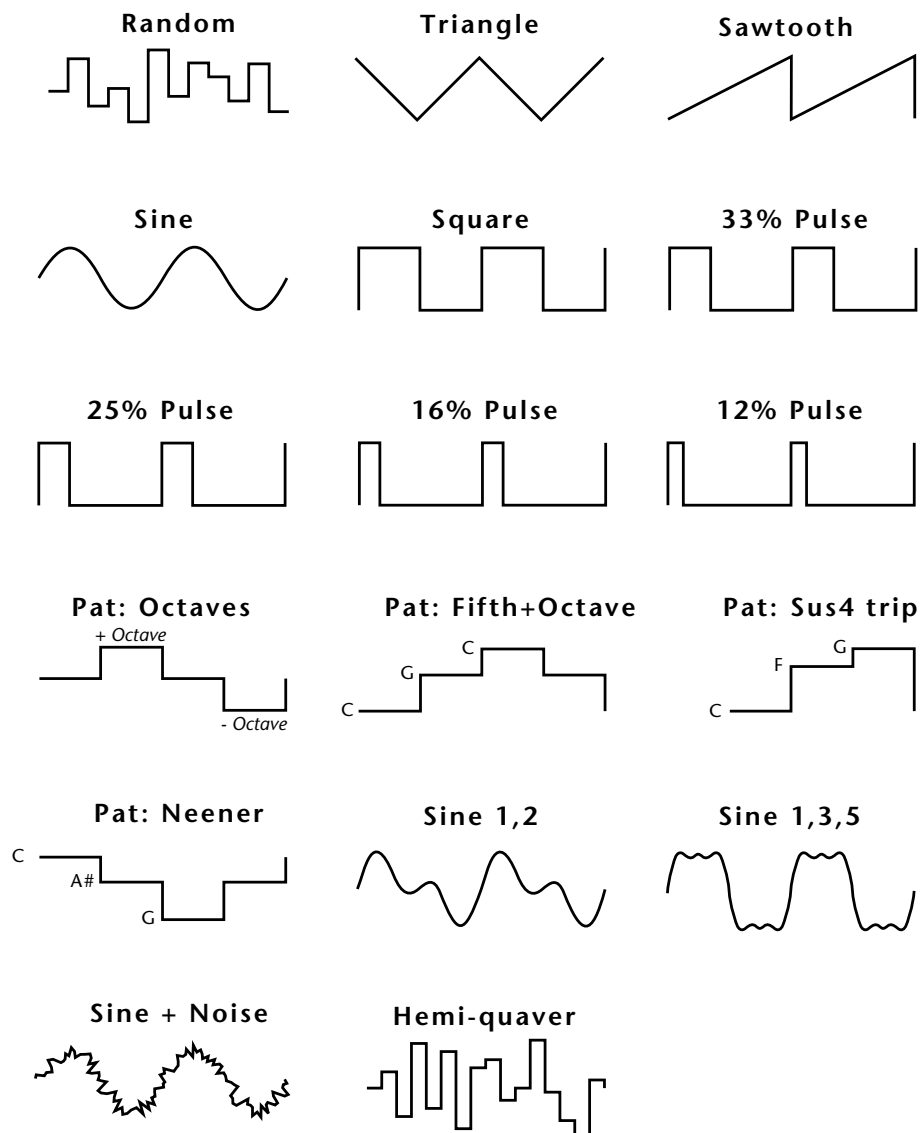 Random
Triangle
Sawtooth
Sine
Square
33% Pulse
25% Pulse
16% Pulse
12% Pulse
Pat: Octaves
+ Octave
- Octave
Pat: Fifth+Octave
C
G
C
Pat: Sus4 trip
G
F
C
Pat: Neener
C
A#
G
Sine 1,2
Sine 1,3,5
Sine + Noise
Hemi-quaver